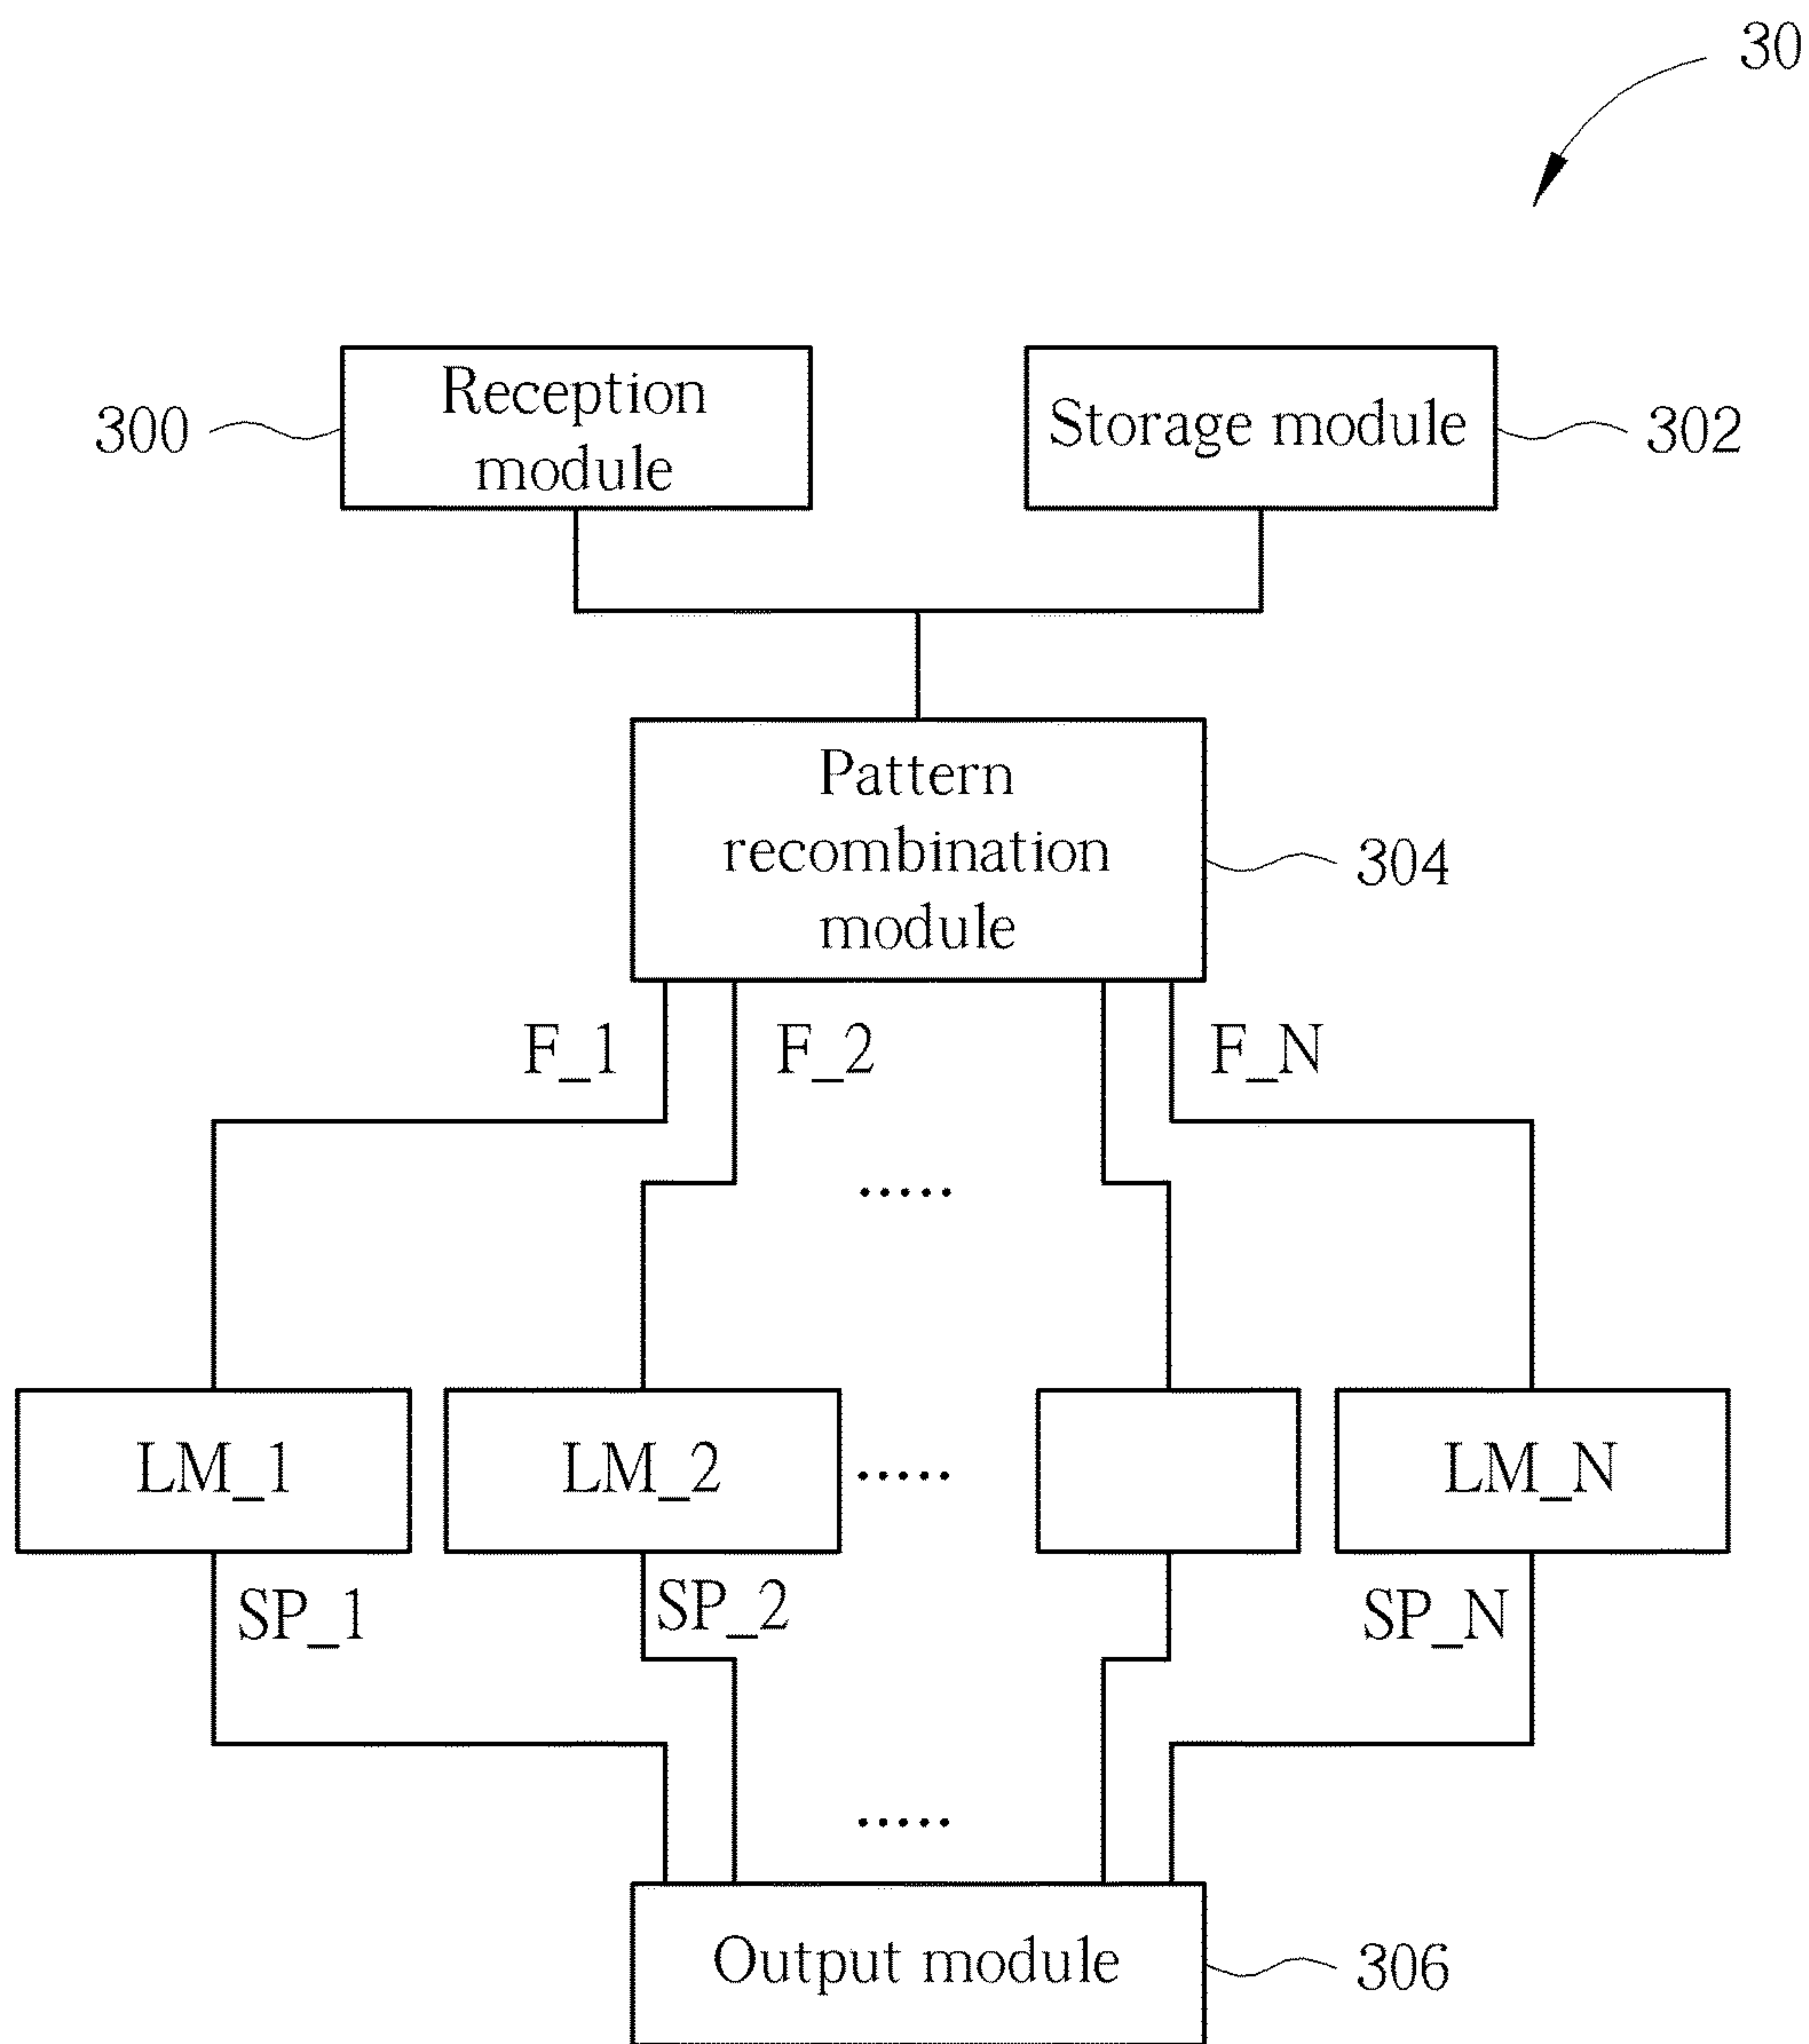 30
Reception
module
300
Storage module
302
Pattern
recombination
module
304
F_1
F_2
F_N
.....
LM_1
LM_2
.....
LM_N
SP_1
SP_2
SP_N
.....
Output module
306